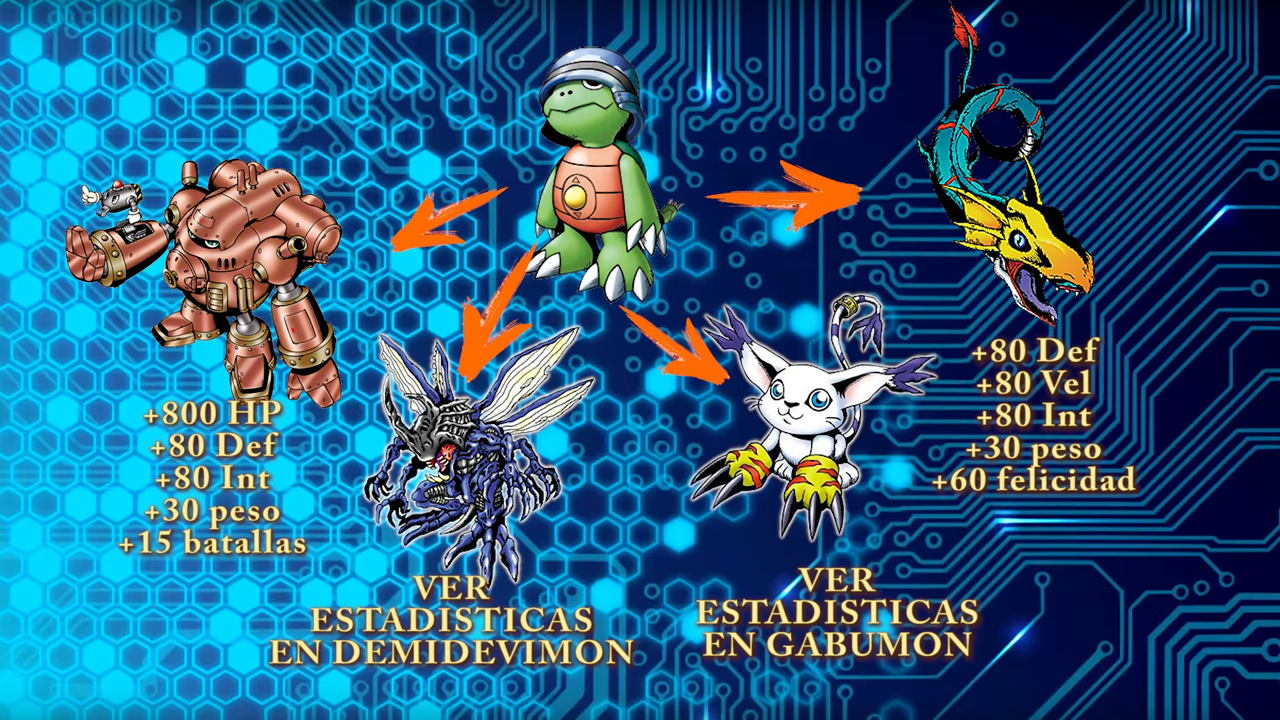 +800 HP
+80 Def
+80 Int
+30 peso
+15 batallas
VER
ESTADISTICAS
EN DEMIDEVIMON
VER
ESTADISTICAS
EN GABUMON
+80 Def
+80 Vel
+80 Int
+30 peso
+60 felicidad